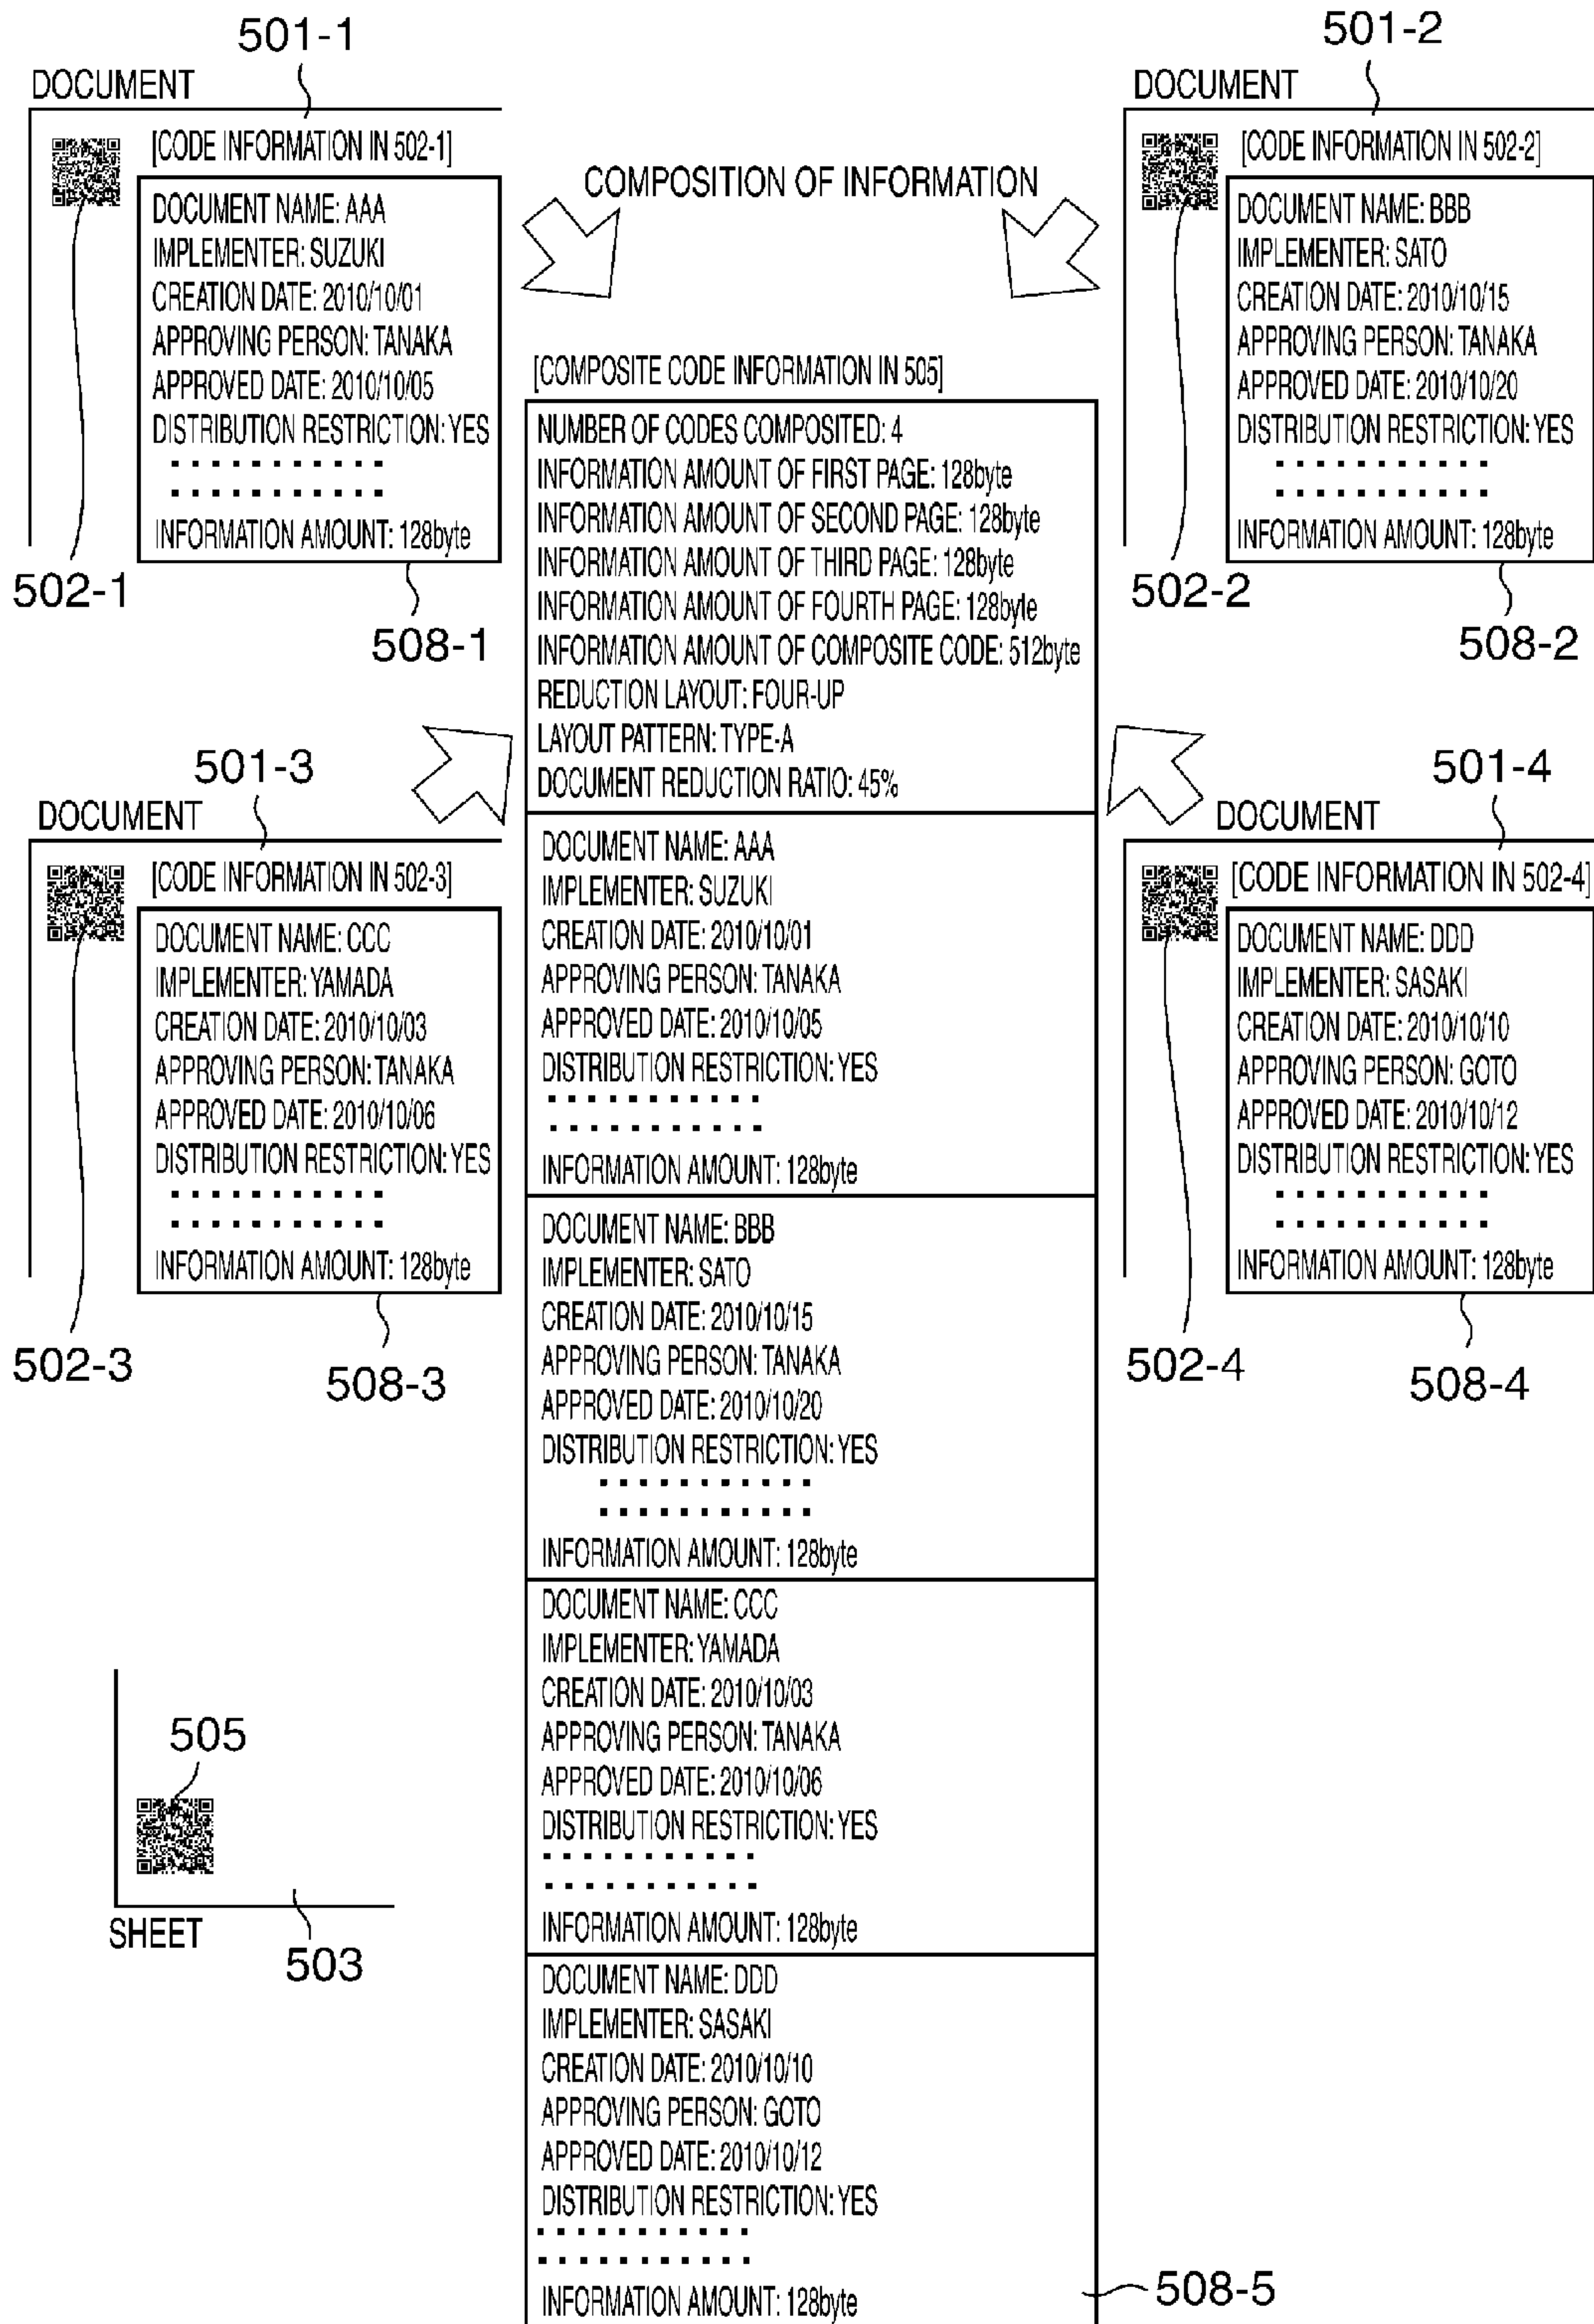 501-1
DOCUMENT
[CODE INFORMATION IN 502-1]
DOCUMENT NAME: AAA
IMPLEMENTER: SUZUKI
CREATION DATE: 2010/10/01
APPROVING PERSON: TANAKA
APPROVED DATE: 2010/10/05
DISTRIBUTION RESTRICTION: YES
INFORMATION AMOUNT: 128byte
502-1
508-1
COMPOSITION OF INFORMATION
501-2
DOCUMENT
[CODE INFORMATION IN 502-2]
DOCUMENT NAME: BBB
IMPLEMENTER: SATO
CREATION DATE: 2010/10/15
APPROVING PERSON: TANAKA
APPROVED DATE: 2010/10/20
DISTRIBUTION RESTRICTION: YES
INFORMATION AMOUNT: 128byte
502-2
508-2
501-3
DOCUMENT
[CODE INFORMATION IN 502-3]
DOCUMENT NAME: CCC
IMPLEMENTER: YAMADA
CREATION DATE: 2010/10/03
APPROVING PERSON: TANAKA
APPROVED DATE: 2010/10/06
DISTRIBUTION RESTRICTION: YES
INFORMATION AMOUNT: 128byte
502-3
508-3
501-4
DOCUMENT
[CODE INFORMATION IN 502-4]
DOCUMENT NAME: DDD
IMPLEMENTER: SASAKI
CREATION DATE: 2010/10/10
APPROVING PERSON: GOTO
APPROVED DATE: 2010/10/12
DISTRIBUTION RESTRICTION: YES
INFORMATION AMOUNT: 128byte
502-4
508-4
[COMPOSITE CODE INFORMATION IN 505]
NUMBER OF CODES COMPOSITED: 4
INFORMATION AMOUNT OF FIRST PAGE: 128byte
INFORMATION AMOUNT OF SECOND PAGE: 128byte
INFORMATION AMOUNT OF THIRD PAGE: 128byte
INFORMATION AMOUNT OF FOURTH PAGE: 128byte
INFORMATION AMOUNT OF COMPOSITE CODE: 512byte
REDUCTION LAYOUT: FOUR-UP
LAYOUT PATTERN: TYPE-A
DOCUMENT REDUCTION RATIO: 45%
DOCUMENT NAME: AAA
IMPLEMENTER: SUZUKI
CREATION DATE: 2010/10/01
APPROVING PERSON: TANAKA
APPROVED DATE: 2010/10/05
DISTRIBUTION RESTRICTION: YES
INFORMATION AMOUNT: 128byte
DOCUMENT NAME: BBB
IMPLEMENTER: SATO
CREATION DATE: 2010/10/15
APPROVING PERSON: TANAKA
APPROVED DATE: 2010/10/20
DISTRIBUTION RESTRICTION: YES
INFORMATION AMOUNT: 128byte
DOCUMENT NAME: CCC
IMPLEMENTER: YAMADA
CREATION DATE: 2010/10/03
APPROVING PERSON: TANAKA
APPROVED DATE: 2010/10/06
DISTRIBUTION RESTRICTION: YES
INFORMATION AMOUNT: 128byte
DOCUMENT NAME: DDD
IMPLEMENTER: SASAKI
CREATION DATE: 2010/10/10
APPROVING PERSON: GOTO
APPROVED DATE: 2010/10/12
DISTRIBUTION RESTRICTION: YES
INFORMATION AMOUNT: 128byte
508-5
505
SHEET
503